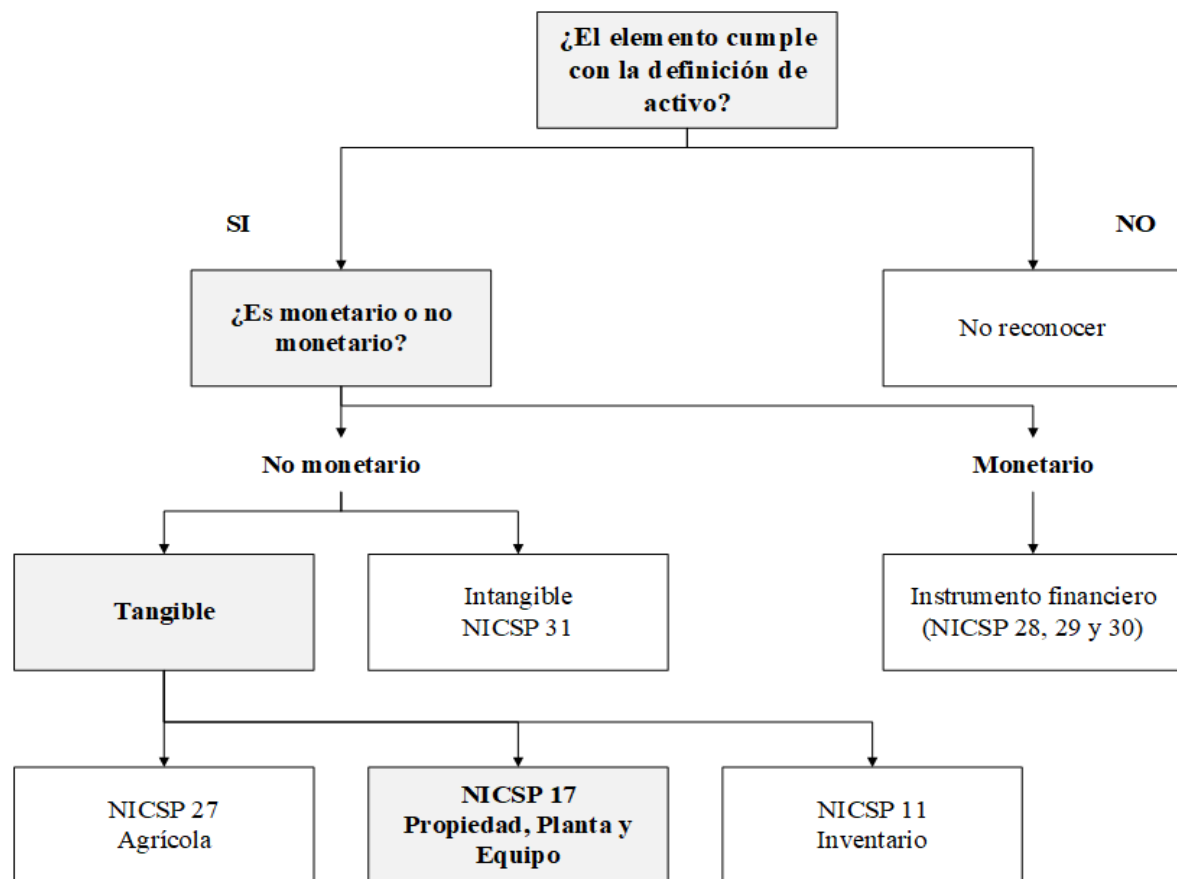 ¿El elemento cumple
con la definición de
activo?
SI
NO
¿Es monetario o no
monetario?
No reconocer
No monetario
Monetario
Tangible
Intangible
NICSP 31
Instrumento financiero
(NICSP 28, 29 y 30)
NICSP 27
Agrícola
NICSP 17
Propiedad, Planta y
Equipo
NICSP 11
Inventario